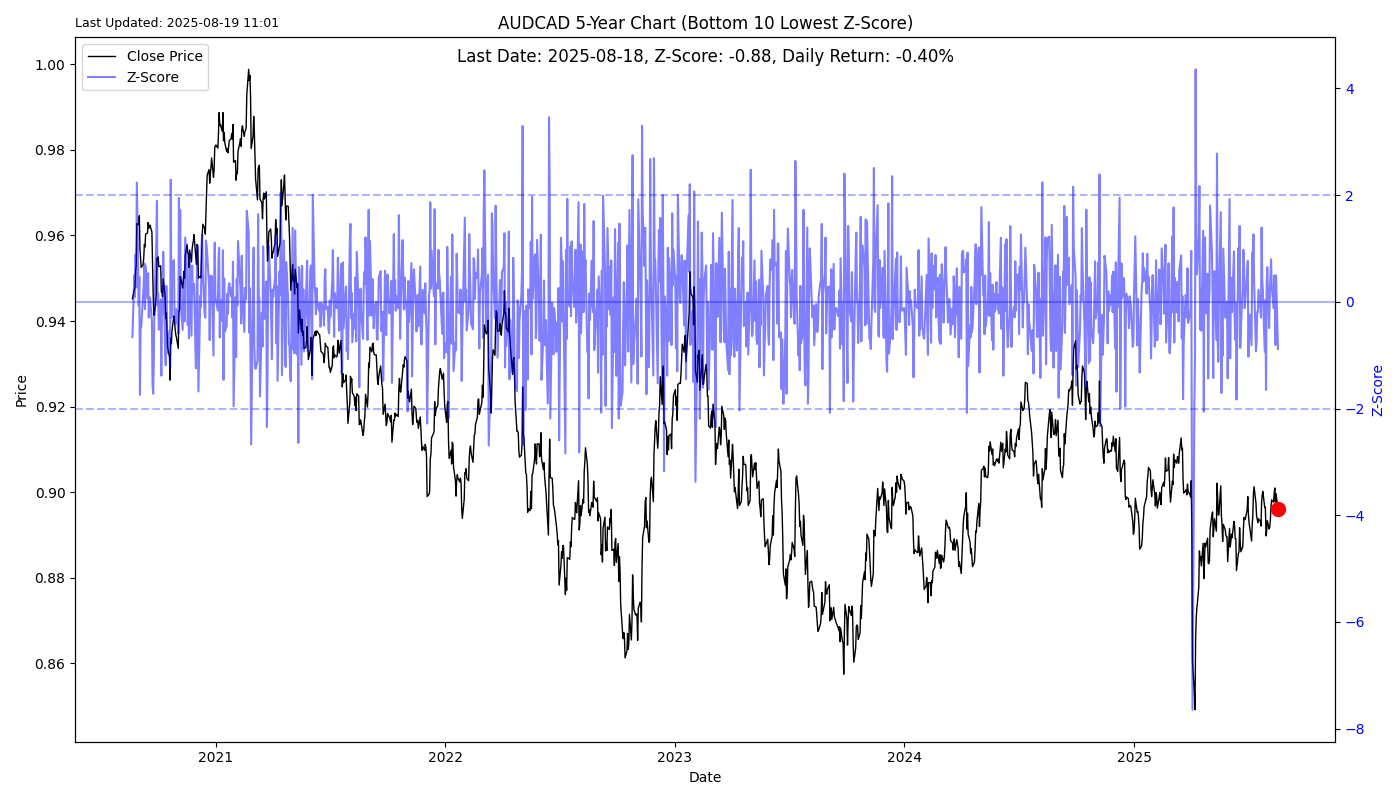 Last Updated: 2025-08-19 11:01
AUDCAD 5-Year Chart (Bottom 10 Lowest Z-Score)
Last Date: 2025-08-18, Z-Score: -0.88, Daily Return: -0.40%
Close Price
Z-Score
1.00
0.98
0.96
0.94
0.92
0.90
0.88
0.86
Price
4
2
0
−2
−4
−6
−8
Z-Score
2021
2022
2023
2024
2025
Date